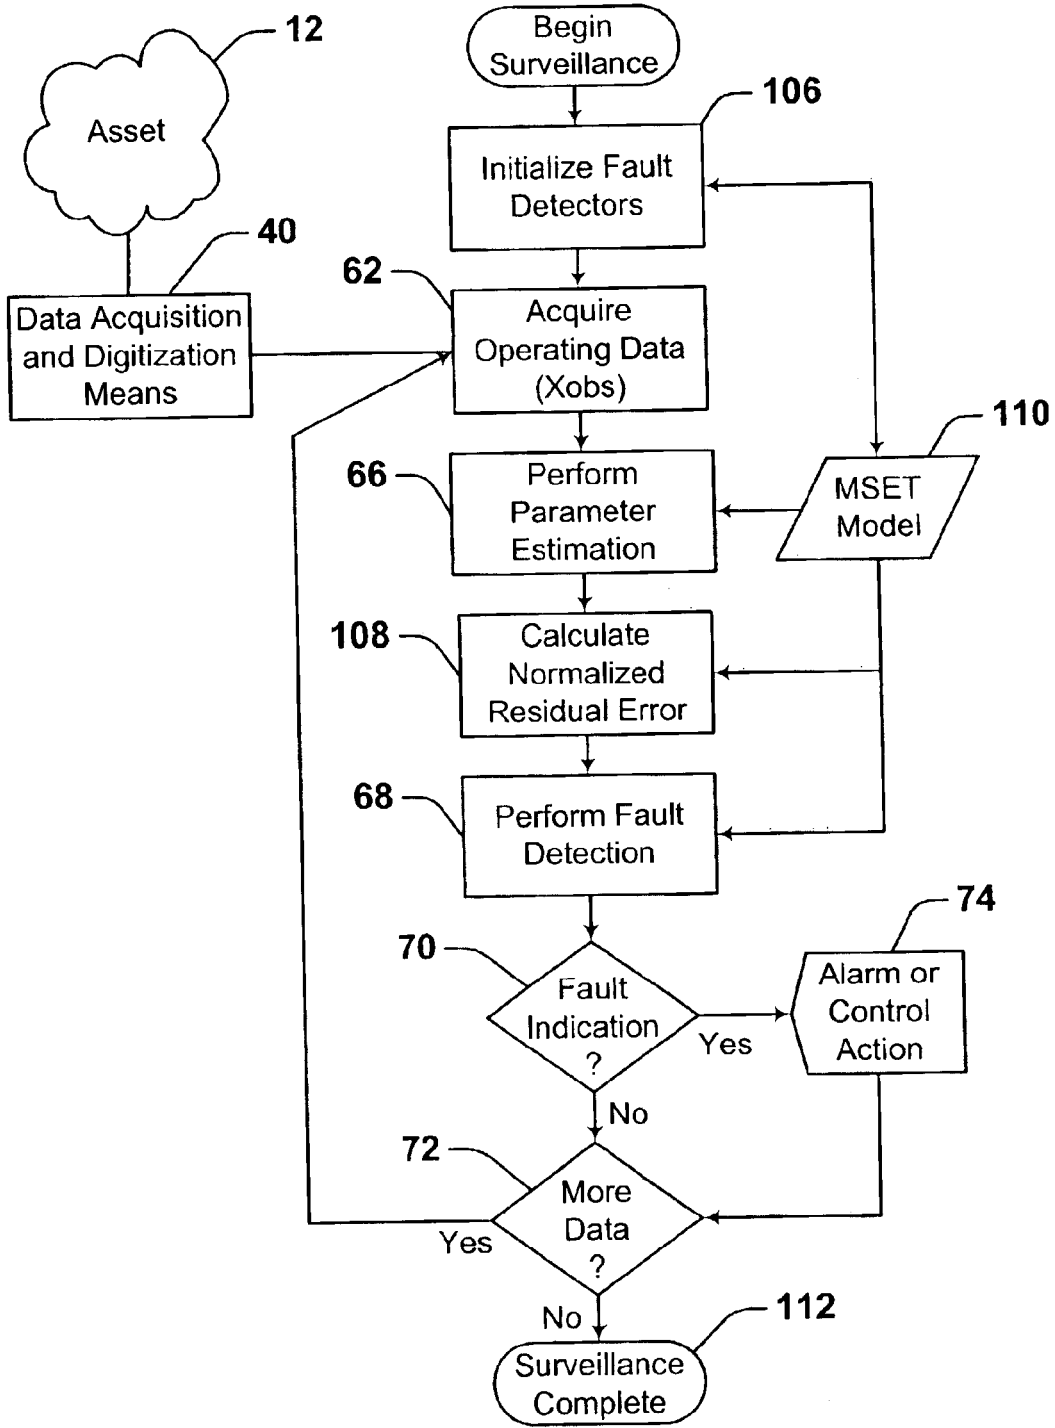 12
Asset
40
Data Acquisition
and Digitization
Means
Begin
Surveillance
106
Initialize Fault
Detectors
62
Acquire
Operating Data
(Xobs)
110
MSET
Model
66
Perform
Parameter
Estimation
108
Calculate
Normalized
Residual Error
68
Perform Fault
Detection
70
Fault
Indication
?
Yes
74
Alarm or
Control
Action
No
72
More
Data
?
Yes
No
112
Surveillance
Complete